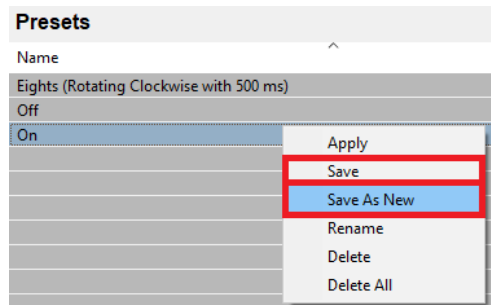 Presets
Name
Eights (Rotating Clockwise with 500 ms)
Off
On
Apply
Save
Save As New
Rename
Delete
Delete All